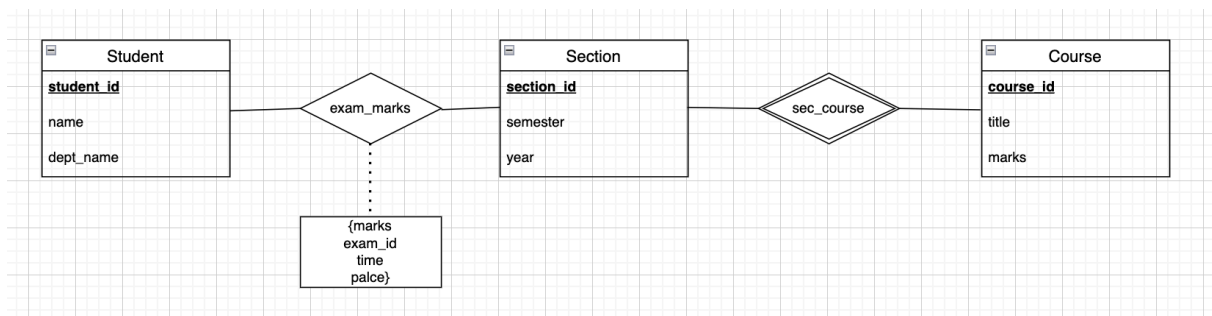 Student
student_id
name
dept_name
exam_marks
{marks
exam_id
time
palce}
Section
section_id
semester
year
sec_course
Course
course_id
title
marks